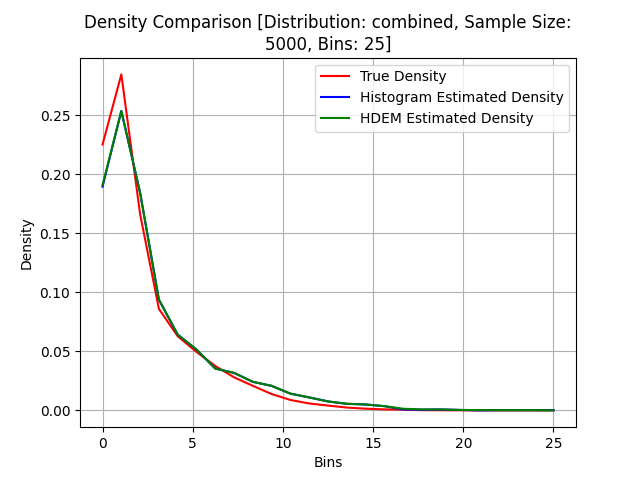 Density Comparison [Distribution: combined, Sample Size:
5000, Bins: 25]
True Density
Histogram Estimated Density
HDEM Estimated Density
Density
0.25
0.20
0.15
0.10
0.05
0.00
0 5 10 15 20 25
Bins